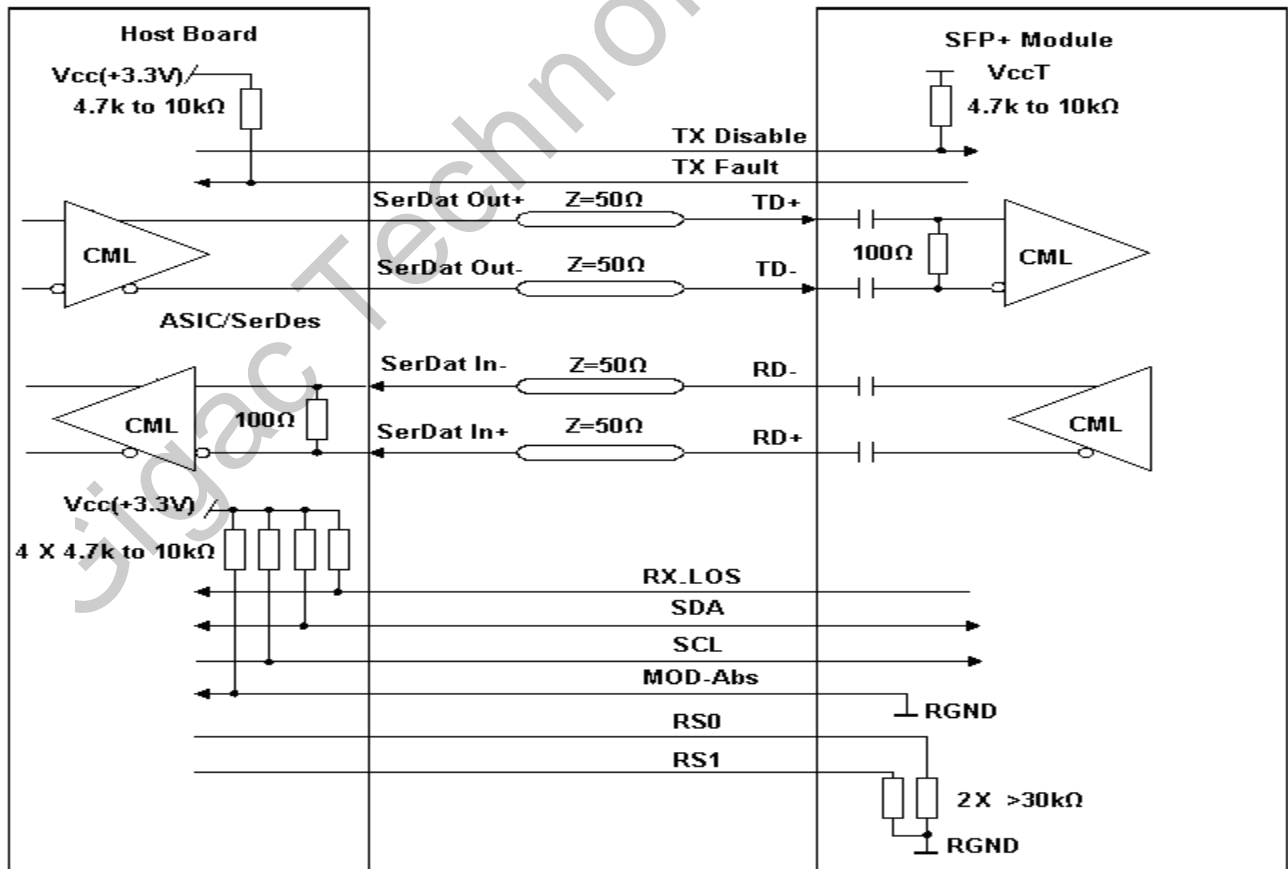 Host Board
Vcc(+3.3V)
4.7k to 10kΩ
SFP+ Module
VccT
4.7k to 10kΩ
TX Disable
TX Fault
SerDat Out+
Z=50Ω
TD+
CML
100Ω
CML
SerDat Out-
Z=50Ω
TD-
ASIC/SerDes
SerDat In-
Z=50Ω
RD-
CML
100Ω
SerDat In+
Z=50Ω
RD+
CML
Vcc(+3.3V)
4 X 4.7k to 10kΩ
RX_LOS
SDA
SCL
MOD-Abs
RGND
RS0
RS1
2X >30kΩ
RGND